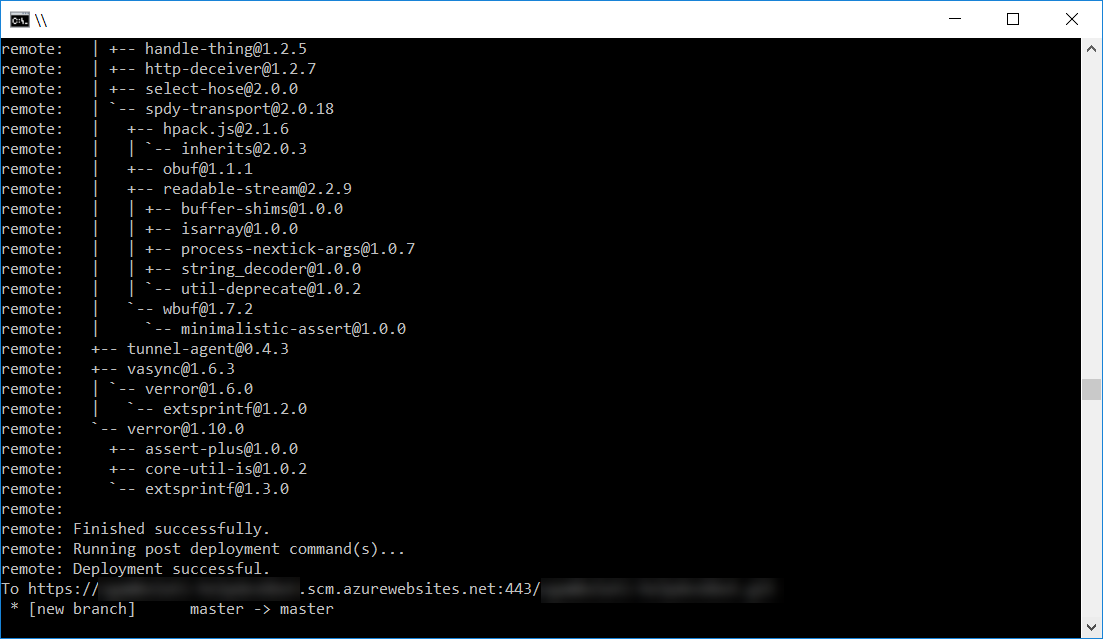 \\
remote:   | +-- handle-thing@1.2.5
remote:   | +-- http-deceiver@1.2.7
remote:   | +-- select-hose@2.0.0
remote:   | `-- spdy-transport@2.0.18
remote:   |   +-- hpack.js@2.1.6
remote:   |   | `-- inherits@2.0.3
remote:   |   +-- obuf@1.1.1
remote:   |   +-- readable-stream@2.2.9
remote:   |   | +-- buffer-shims@1.0.0
remote:   |   | +-- isarray@1.0.0
remote:   |   | +-- process-nextick-args@1.0.7
remote:   |   | +-- string_decoder@1.0.0
remote:   |   | `-- util-deprecate@1.0.2
remote:   |   `-- wbuf@1.7.2
remote:   |     `-- minimalistic-assert@1.0.0
remote:   +-- tunnel-agent@0.4.3
remote:   +-- vasync@1.6.3
remote:   | `-- verror@1.6.0
remote:   |   `-- extsprintf@1.2.0
remote:   `-- verror@1.10.0
remote:     +-- assert-plus@1.0.0
remote:     +-- core-util-is@1.0.2
remote:     `-- extsprintf@1.3.0
remote:
remote: Finished successfully.
remote: Running post deployment command(s)...
remote: Deployment successful.
To https://.scm.azurewebsites.net:443/
 * [new branch]      master -> master